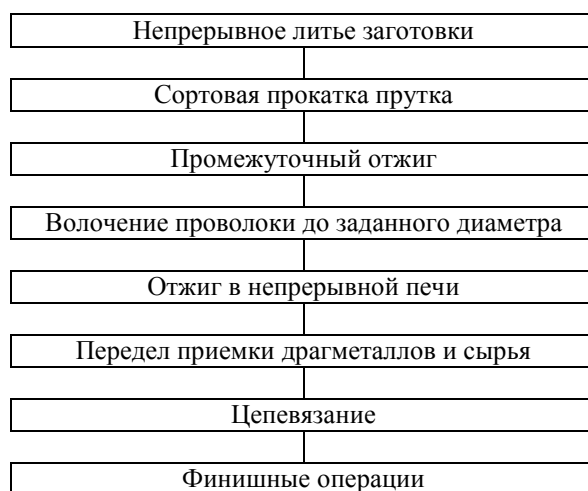 Непрерывное литье заготовки
Сортовая прокатка прутка
Промежуточный отжиг
Волочение проволоки до заданного диаметра
Отжиг в непрерывной печи
Передел приемки драгметаллов и сырья
Цепевязание
Финишные операции